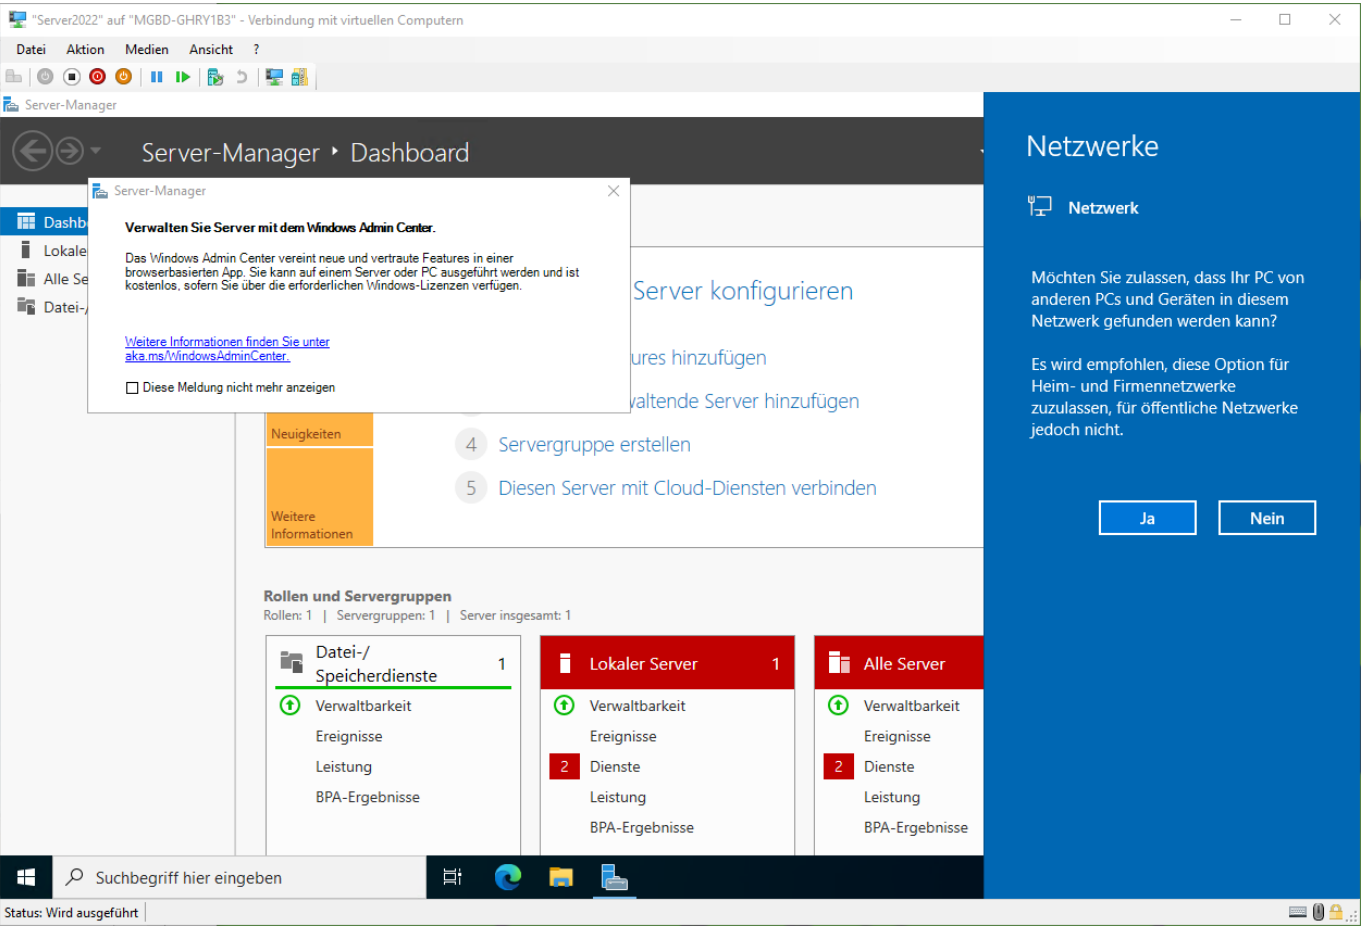 "Server2022" auf "MGBD-GHRY1B3" - Verbindung mit virtuellen Computern
Datei Aktion Medien Ansicht ?
Server-Manager
Server-Manager • Dashboard
Server-Manager
Verwalten Sie Server mit dem Windows Admin Center.
Das Windows Admin Center vereint neue und vertraute Features in einer
browserbasierten App. Sie kann auf einem Server oder PC ausgeführt werden und ist
kostenlos, sofern Sie über die erforderlichen Windows-Lizenzen verfügen.
Weitere Informationen finden Sie unter
aka.ms/WindowsAdminCenter.
Diese Meldung nicht mehr anzeigen
Dashb
Lokale
Alle Se
Datei-/
Server konfigurieren
ures hinzufügen
valtende Server hinzufügen
4 Servergruppe erstellen
5 Diesen Server mit Cloud-Diensten verbinden
Neuigkeiten
Weitere
Informationen
Rollen und Servergruppen
Rollen: 1 | Servergruppen: 1 | Server insgesamt: 1
Datei-/
Speicherdienste 1
Verwaltbarkeit
Ereignisse
Leistung
BPA-Ergebnisse
Lokaler Server 1
Verwaltbarkeit
Ereignisse
2 Dienste
Leistung
BPA-Ergebnisse
Alle Server
Verwaltbarkeit
Ereignisse
2 Dienste
Leistung
BPA-Ergebnisse
Netzwerke
Netzwerk
Möchten Sie zulassen, dass Ihr PC von
anderen PCs und Geräten in diesem
Netzwerk gefunden werden kann?
Es wird empfohlen, diese Option für
Heim- und Firmennetzwerke
zuzulassen, für öffentliche Netzwerke
jedoch nicht.
Ja Nein
Suchbegriff hier eingeben
Status: Wird ausgeführt